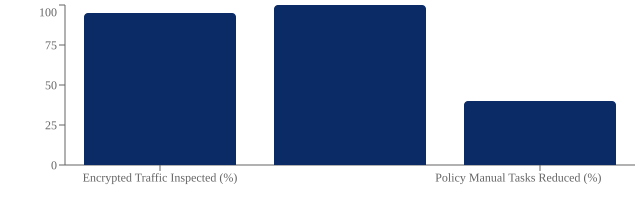 100
75
50
25
0
Encrypted Traffic Inspected (%)
Policy Manual Tasks Reduced (%)